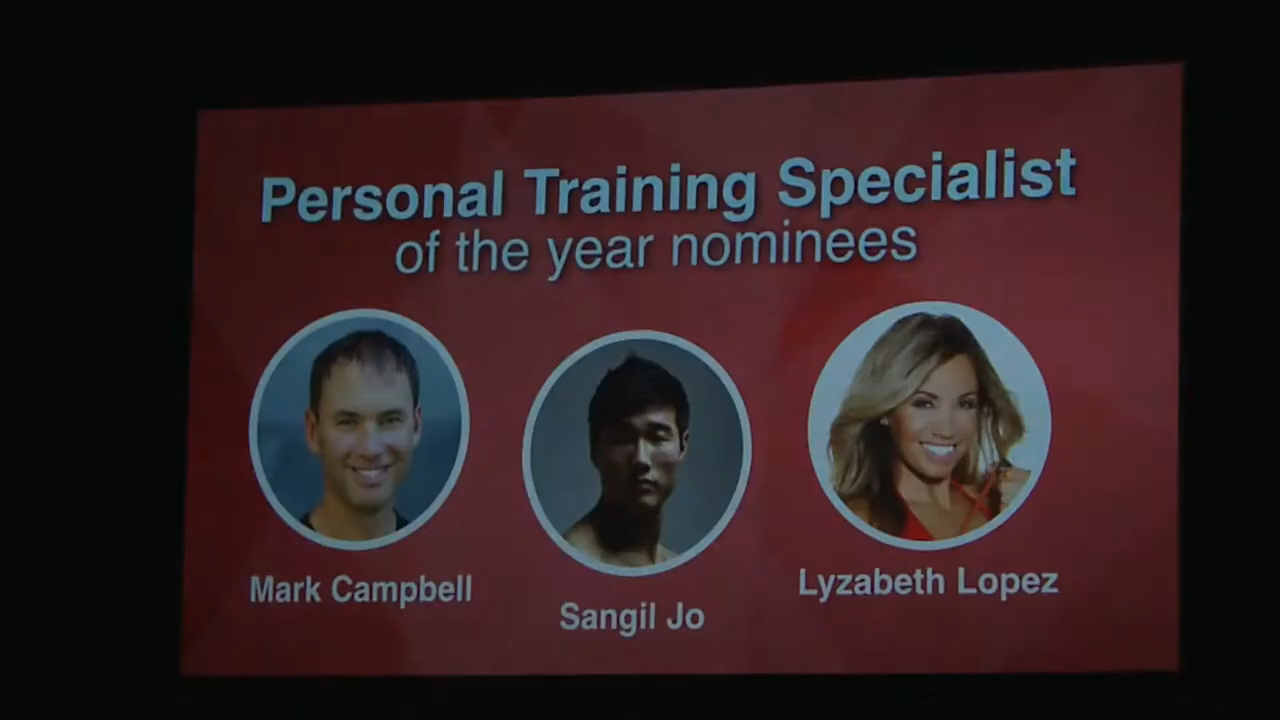 Personal Training Specialist
of the year nominees
Mark Campbell
Sangil Jo
Lyzabeth Lopez